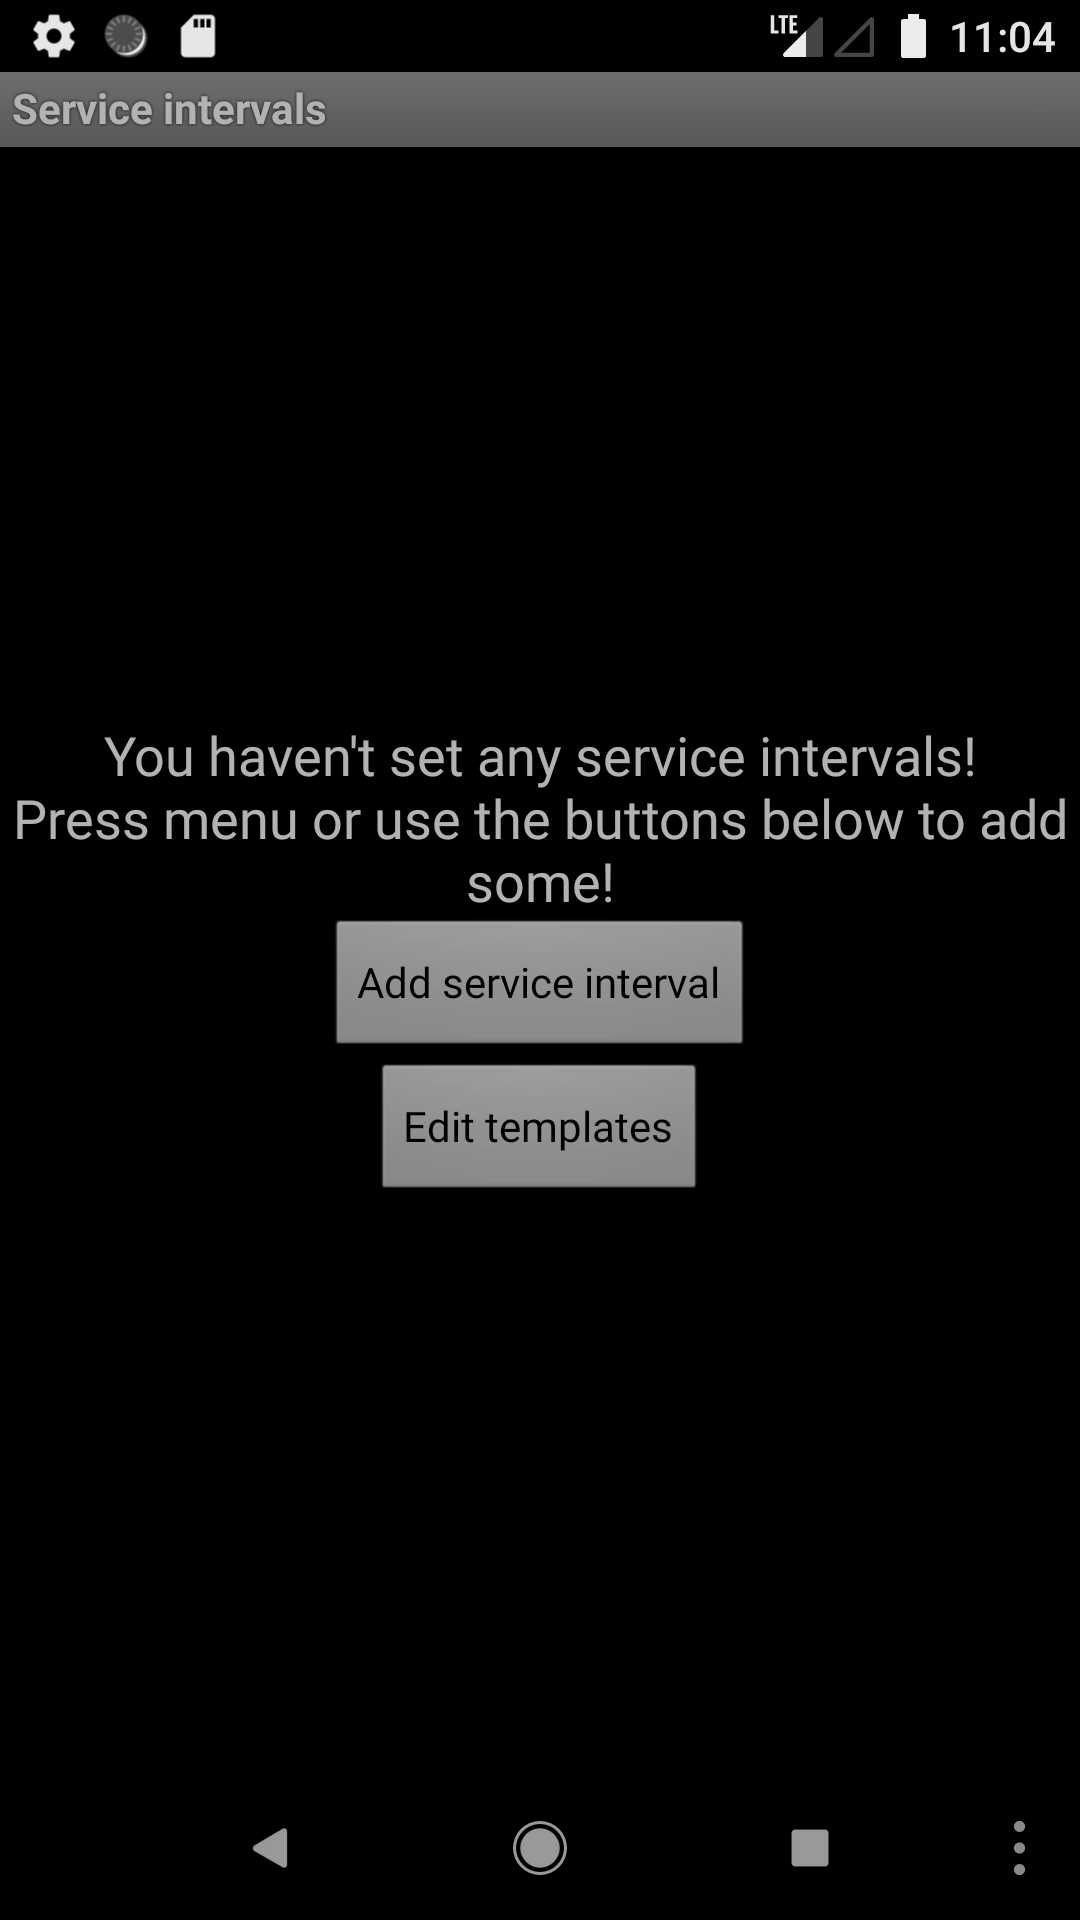 LTE 11:04
Service intervals
You haven't set any service intervals!
Press menu or use the buttons below to add
some!
Add service interval
Edit templates